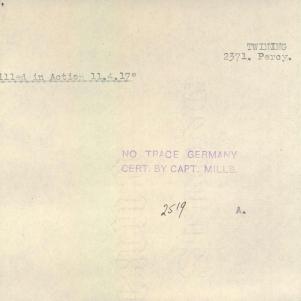 TWINING
2371. Percy.
illed in Action 11.4.17"
NO TRACE GERMANY
CERT. BY CAPT. MILLS.
2519 A.